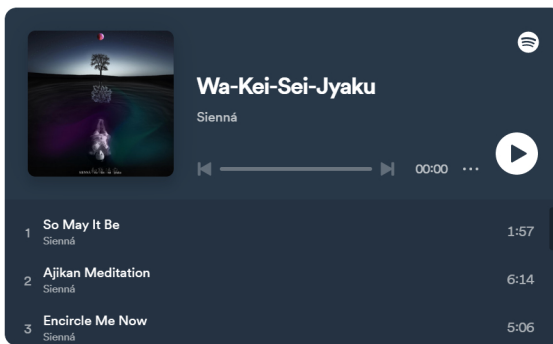 Wa-Kei-Sei-Jyaku
Sienná
00:00
1 So May It Be 1:57
Sienná
2 Ajikan Meditation 6:14
Sienná
3 Encircle Me Now 5:06
Sienná